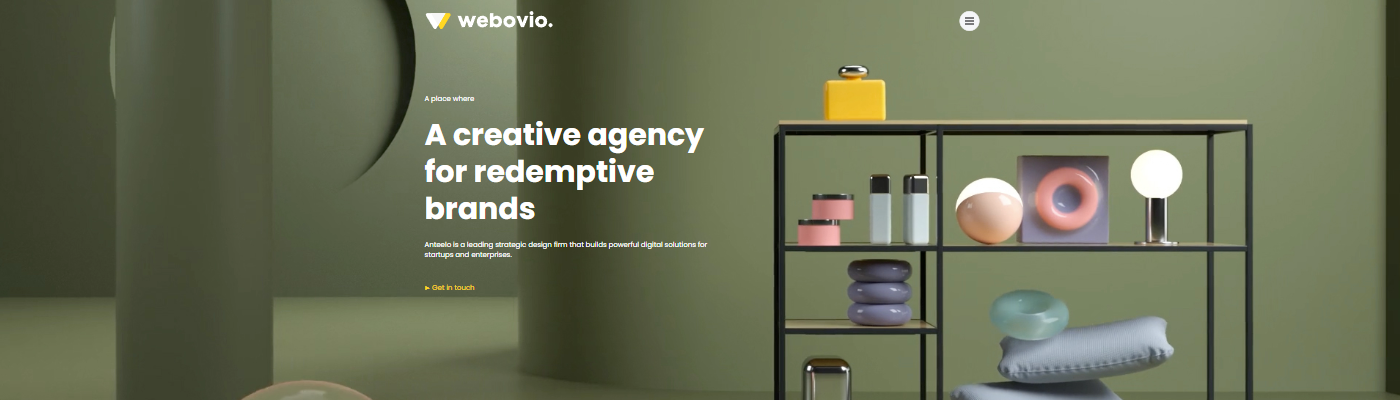 webovio.
A place where
A creative agency
for redemptive
brands
Anteelo is a leading strategic design firm that builds powerful digital solutions for
startups and enterprises.
► Get in touch